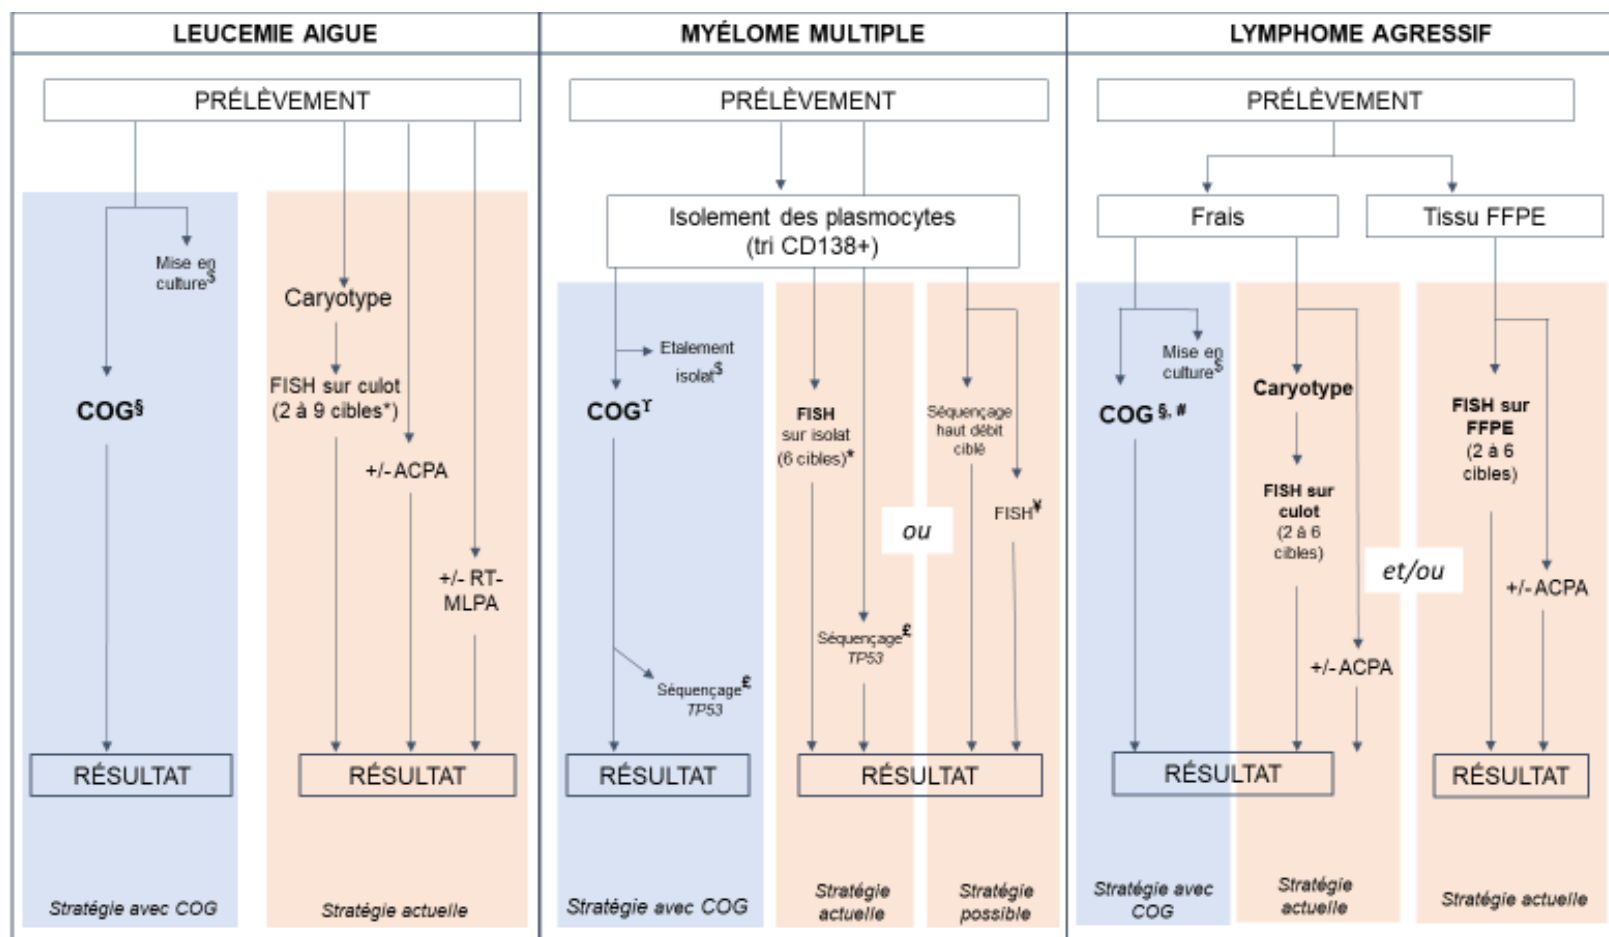 LEUCEMIE AIGUE
PRÉLÈVEMENT
Mise en
culture$
COG§
RÉSULTAT
Stratégie avec COG
Caryotype
FISH sur culot
(2 à 9 cibles*)
+/- ACPA
+/- RT-
MLPA
RÉSULTAT
Stratégie actuelle
MYÉLOME MULTIPLE
PRÉLÈVEMENT
Isolement des plasmocytes
(tri CD138+)
Etalement
isolat$
COGϒ
Séquençage£
TP53
RÉSULTAT
Stratégie avec COG
FISH
sur isolat
(6 cibles)*
Séquençage£
TP53
ou
Séquençage
haut débit
ciblé
FISH¥
RÉSULTAT
Stratégie
actuelle
Stratégie
possible
LYMPHOME AGRESSIF
PRÉLÈVEMENT
Frais
Tissu FFPE
Mise en
culture$
COG §, #
Caryotype
FISH sur
culot
(2 à 6
cibles)
+/- ACPA
et/ou
FISH sur
FFPE
(2 à 6
cibles)
+/- ACPA
RÉSULTAT
RÉSULTAT
Stratégie avec
COG
Stratégie
actuelle
Stratégie actuelle